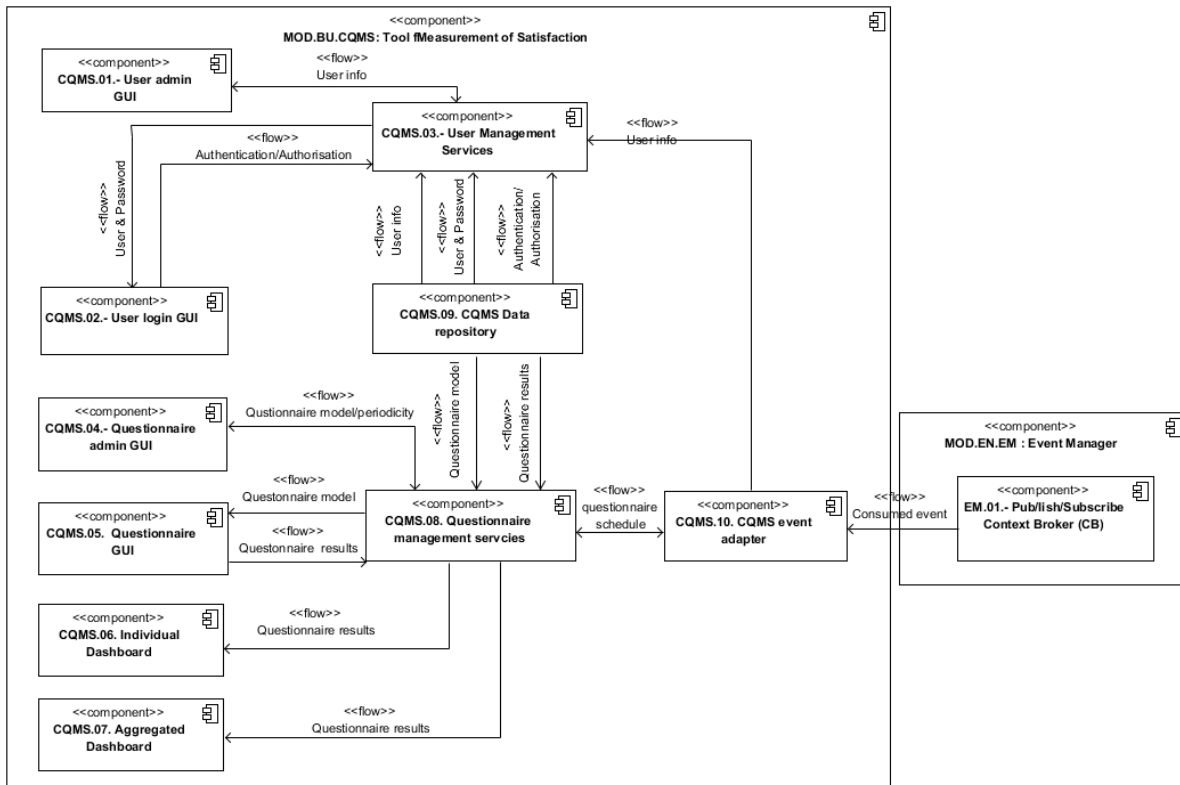 <<component>>
MOD.BU.CQMS: Tool fMeasurement of Satisfaction
<<component>>
CQMS.01.- User admin
GUI
<<flow>>
User info
<<component>>
CQMS.03.- User Management
Services
<<flow>>
User info
<<flow>>
Authentication/Authorisation
<<flow>>
User & Password
<<flow>>
User info
<<flow>>
User & Password
<<flow>>
Authentication/
Authorisation
<<component>>
CQMS.02.- User login GUI
<<component>>
CQMS.09. CQMS Data
repository
<<flow>>
Questionnaire model
<<flow>>
Questionnaire results
<<component>>
CQMS.04.- Questionnaire
admin GUI
<<flow>>
Qustionnaire model/periodicity
<<component>>
MOD.EN.EM : Event Manager
<<component>>
EM.01.- Pub/lish/Subscribe
Context Broker (CB)
<<flow>>
Consumed event
<<component>>
CQMS.05. Questionnaire
GUI
<<flow>>
Questonnaire model
<<flow>>
Questonnaire results
<<component>>
CQMS.08. Questionnaire
management servcies
<<flow>>
questionnaire
schedule
<<component>>
CQMS.10. CQMS event
adapter
<<component>>
CQMS.06. Individual
Dashboard
<<flow>>
Questionnaire results
<<component>>
CQMS.07. Aggregated
Dashboard
<<flow>>
Questionnaire results